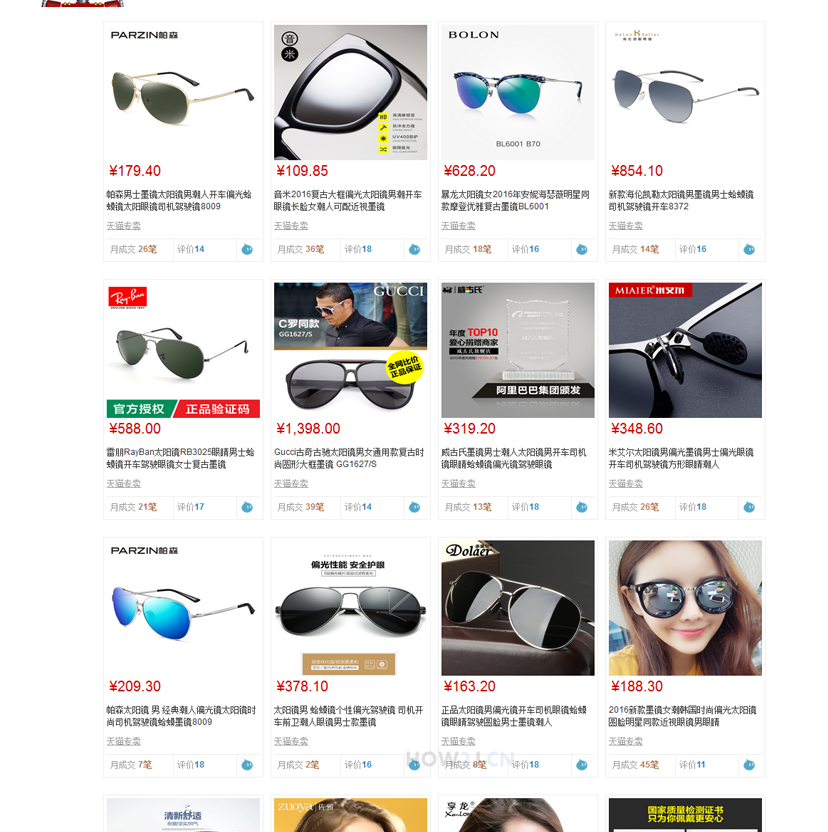 PARZIN帕森
音
米
HD
UV400防护
BOLON
BL6001 B70
Helen Keller
海伦凯勒眼镜
¥179.40
¥109.85
¥628.20
¥854.10
帕森男士墨镜太阳镜男潮人开车偏光蛤
蟆镜太阳眼镜司机驾驶镜8009
音米2016复古大框偏光太阳镜男潮开车
眼镜长脸女潮人可配近视墨镜
暴龙太阳镜女2016年安妮海瑟薇明星同
款摩亚优雅复古墨镜BL6001
新款海伦凯勒太阳镜男墨镜男士蛤蟆镜
司机驾驶镜开车8372
天猫专卖
天猫专卖
天猫专卖
天猫专卖
月成交 26笔 评价14
月成交 36笔 评价18
月成交 18笔 评价16
月成交 14笔 评价16
Ray-Ban
官方授权 正品验证码
GUCCI
C罗同款
GG1627/S
全网比价
正品保证
威古氏
年度 TOP10
爱心捐赠商家
威古氏旗舰店
阿里巴巴集团颁发
MIAIER 米艾尔
¥588.00
¥1,398.00
¥319.20
¥348.60
雷朋RayBan太阳镜RB3025眼睛男士蛤
蟆镜开车驾驶眼镜女士复古墨镜
Gucci古奇古驰太阳镜男女通用款复古时
尚圆形大框墨镜 GG1627/S
威古氏墨镜男士潮人太阳镜男开车司机
镜眼睛蛤蟆镜偏光镜驾驶眼镜
米艾尔太阳镜男偏光墨镜男士偏光眼镜
开车司机驾驶镜方形眼睛潮人
天猫专卖
天猫专卖
天猫专卖
天猫专卖
月成交 21笔 评价17
月成交 39笔 评价14
月成交 13笔 评价18
月成交 26笔 评价18
PARZIN帕森
偏光性能 安全护眼
Dolaer
¥209.30
¥378.10
¥163.20
¥188.30
帕森太阳镜 男 经典潮人偏光镜太阳镜时
尚司机驾驶镜蛤蟆墨镜8009
太阳镜男 蛤蟆镜个性偏光驾驶镜 司机开
车前卫潮人眼镜男士款墨镜
正品太阳镜男偏光镜开车司机眼镜蛤蟆
镜眼睛驾驶圆脸男士墨镜潮人
2016新款墨镜女潮韩国时尚偏光太阳镜
圆脸明星同款近视眼镜男眼睛
天猫专卖
天猫专卖
天猫专卖
天猫专卖
月成交 7笔 评价18
月成交 2笔 评价16
月成交 8笔 评价18
月成交 45笔 评价11
HOW2J.CN
清新舒适
ZUOYA 佐雅
享龙
国家质量检测证书
只为你佩戴更安心